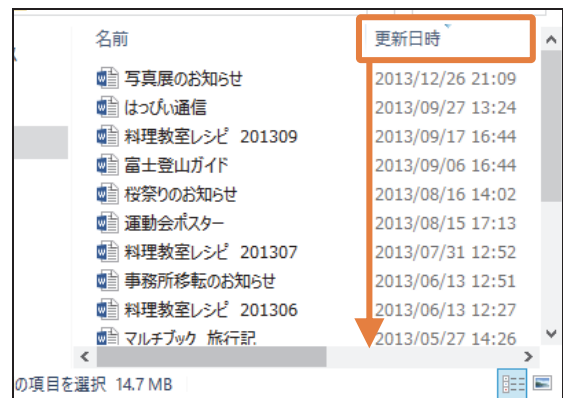 名前 更新日時
写真展のお知らせ 2013/12/26 21:09
はっぴぃ通信 2013/09/27 13:24
料理教室レシピ 201309 2013/09/17 16:44
富士登山ガイド 2013/09/06 16:44
桜祭りのお知らせ 2013/08/16 14:02
運動会ポスター 2013/08/15 17:13
料理教室レシピ 201307 2013/07/31 12:52
事務所移転のお知らせ 2013/06/13 12:51
料理教室レシピ 201306 2013/06/13 12:27
マルチブック 旅行記 2013/05/27 14:26
の項目を選択 14.7 MB